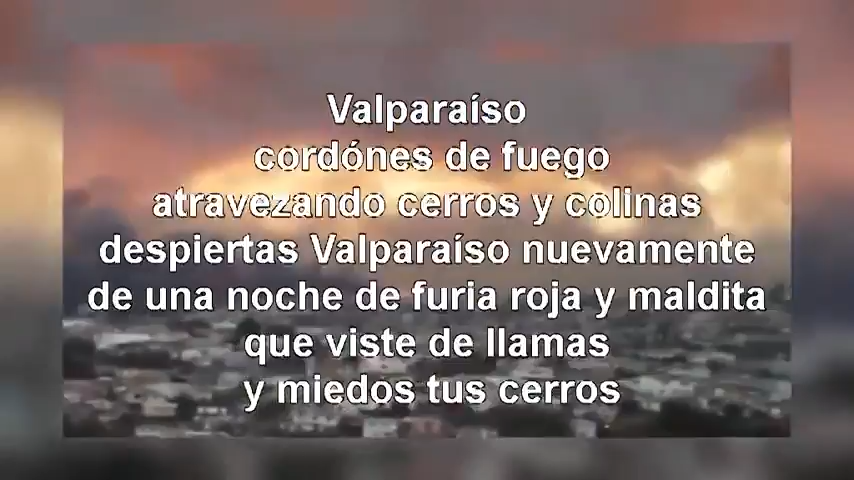 Valparaíso
cordónes de fuego
atravezando cerros y colinas
despiertas Valparaíso nuevamente
de una noche de furia roja y maldita
que viste de llamas
y miedos tus cerros